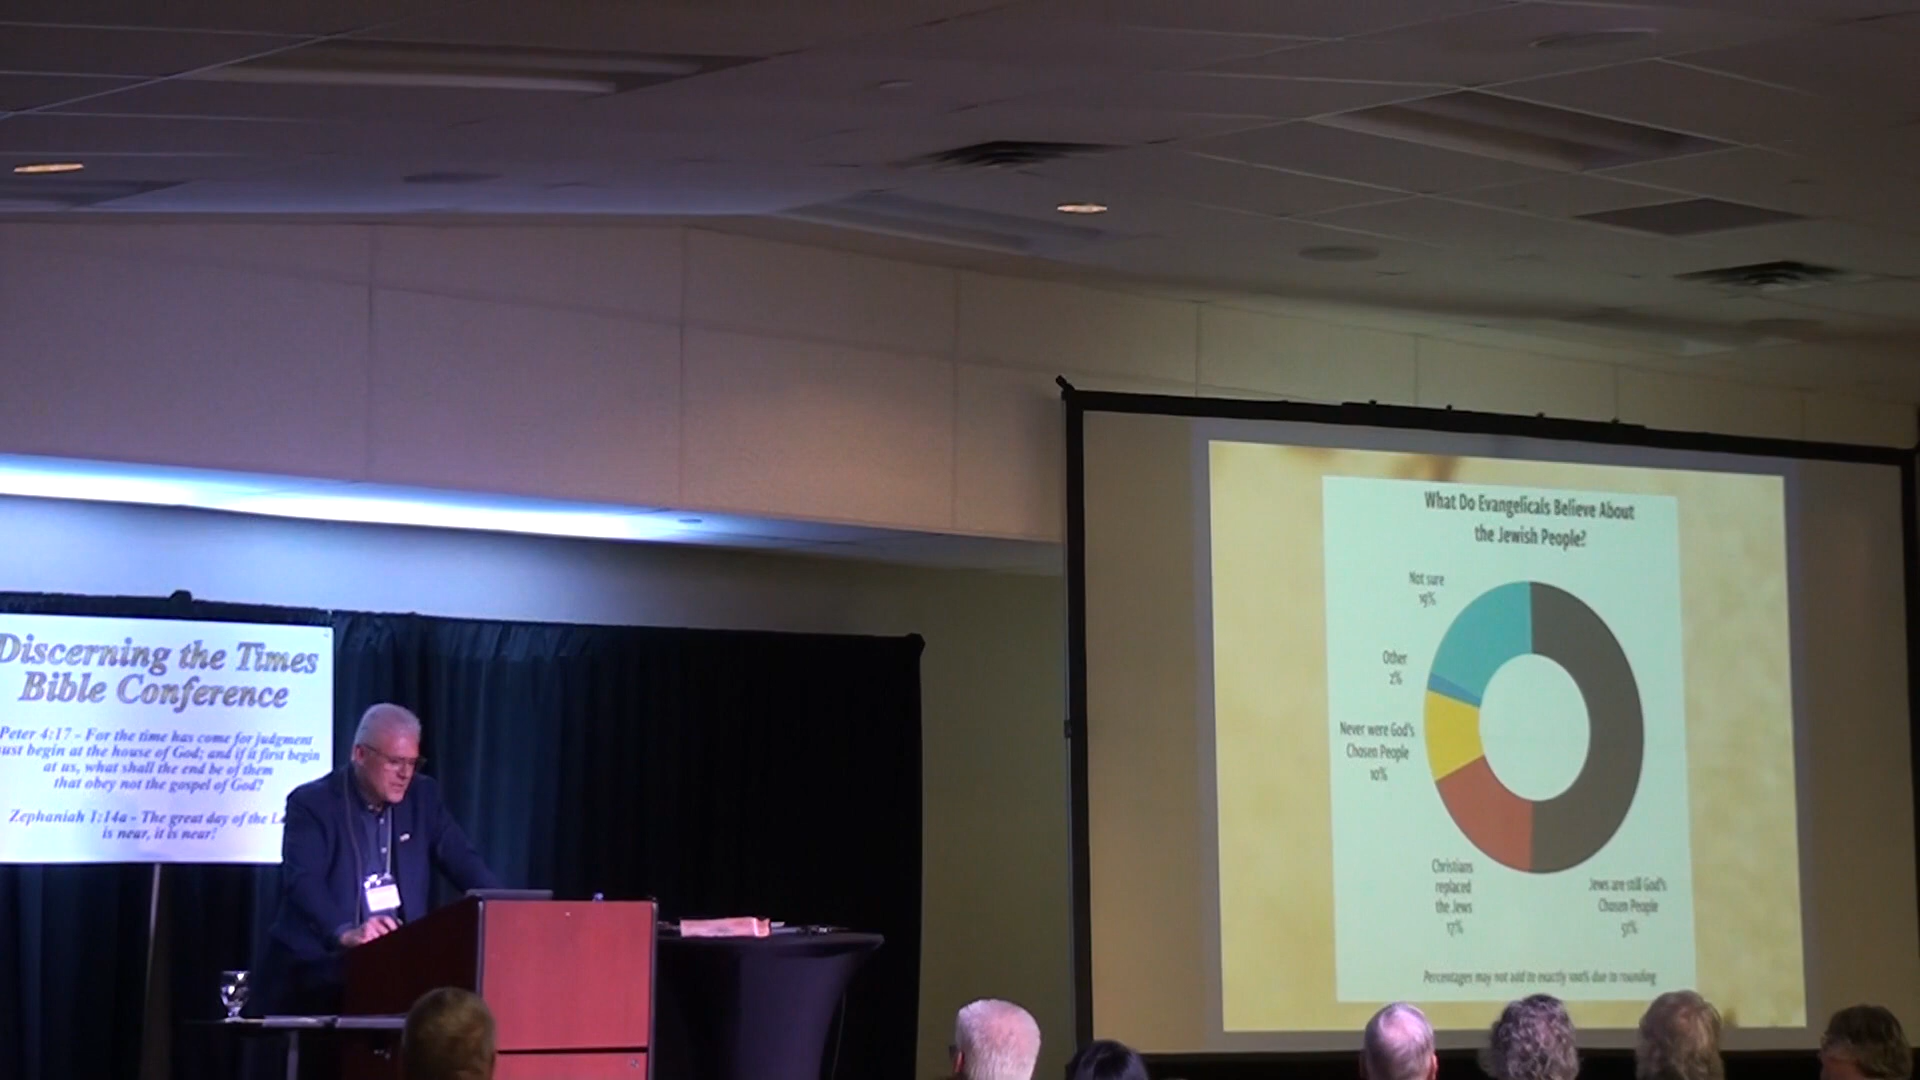 Discerning the Times
Bible Conference
Peter 4:17 - For the time has come for judgment
must begin at the house of God; and if it first begin
at us, what shall the end be of them
that obey not the gospel of God?
Zephaniah 1:14a - The great day of the
is near, it is near!
What Do Evangelicals Believe About
the Jewish People?
Not sure
19%
Other
2%
Never were God's
Chosen People
10%
Christians
replaced
the Jews
17%
Jews are still God's
Chosen People
51%
Percentages may not add to exactly 100% due to rounding